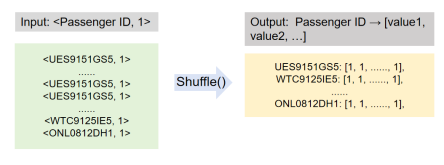 Input: <Passenger ID, 1>
<UES9151GS5, 1>
......
<UES9151GS5, 1>
<UES9151GS5, 1>
......
<WTC9125IE5, 1>
<ONL0812DH1, 1>
Shuffle()
Output: Passenger ID → [value1,
value2, …]
UES9151GS5: [1, 1, ......, 1],
WTC9125IE5: [1, 1, ......, 1],
......
ONL0812DH1: [1, 1, ......, 1],